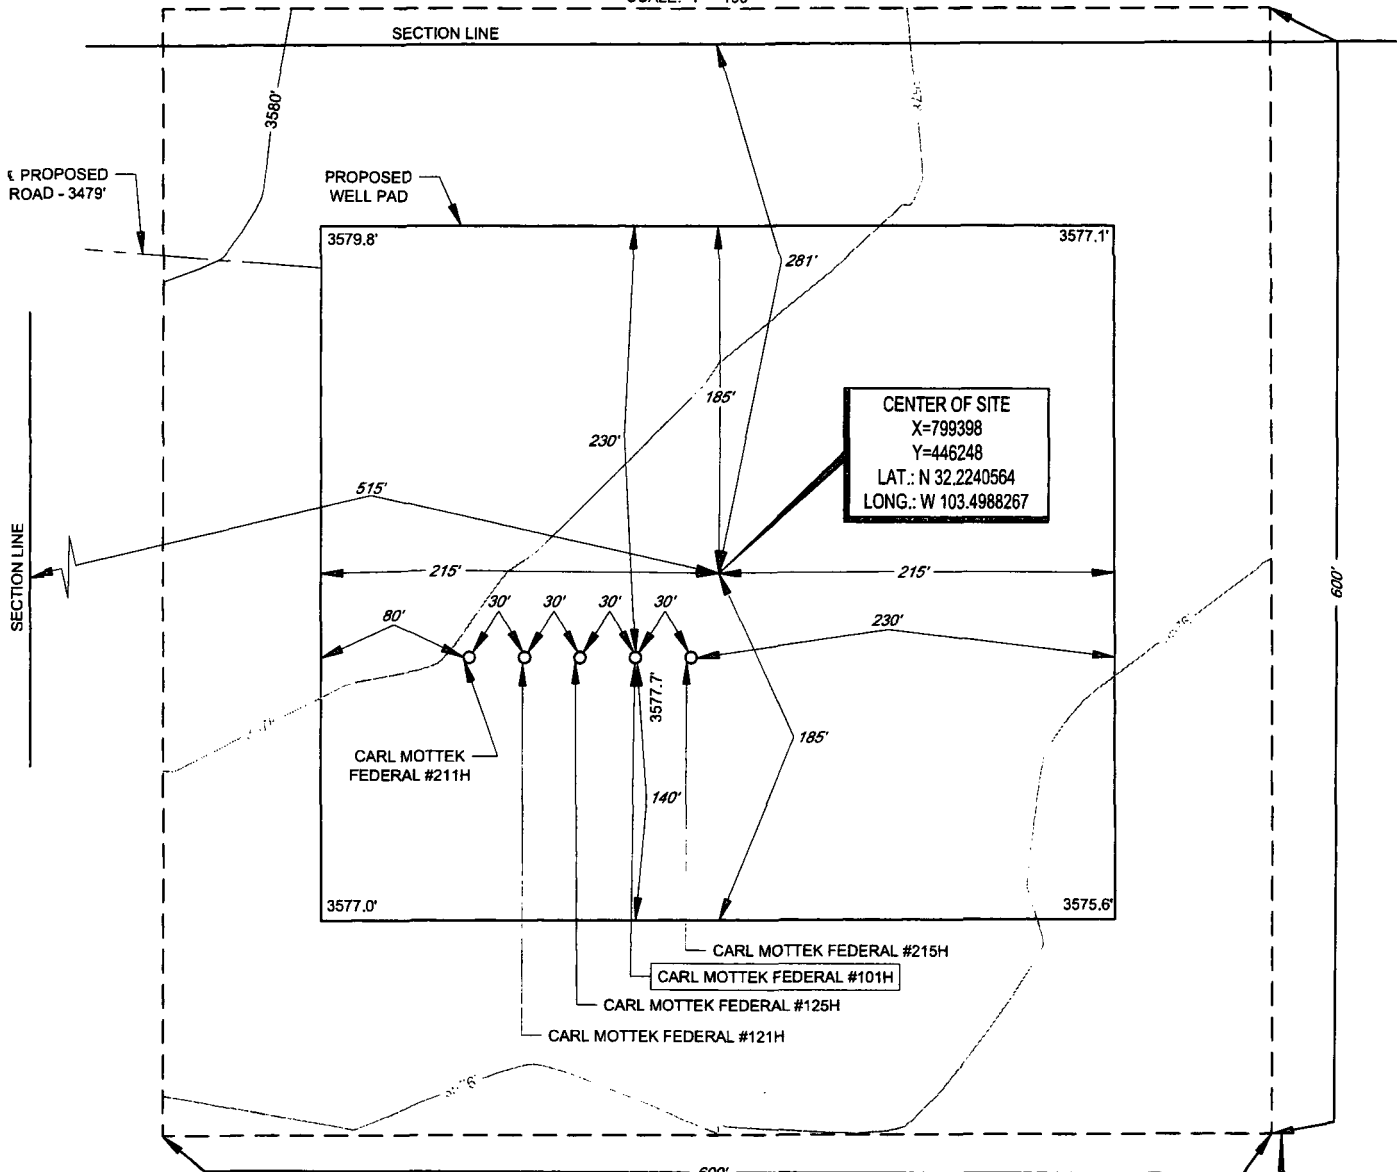 SECTION LINE
3580'
℄ PROPOSED
ROAD - 3479'
PROPOSED
WELL PAD
3579.8'
3577.1'
281'
185'
230'
CENTER OF SITE
X=799398
Y=446248
LAT.: N 32.2240564
LONG.: W 103.4988267
515'
SECTION LINE
215'
215'
600'
80'
30'
30'
30'
30'
230'
3577.7'
CARL MOTTEK
FEDERAL #211H
185'
140'
3577.0'
3575.6'
CARL MOTTEK FEDERAL #215H
CARL MOTTEK FEDERAL #101H
CARL MOTTEK FEDERAL #125H
CARL MOTTEK FEDERAL #121H
600'